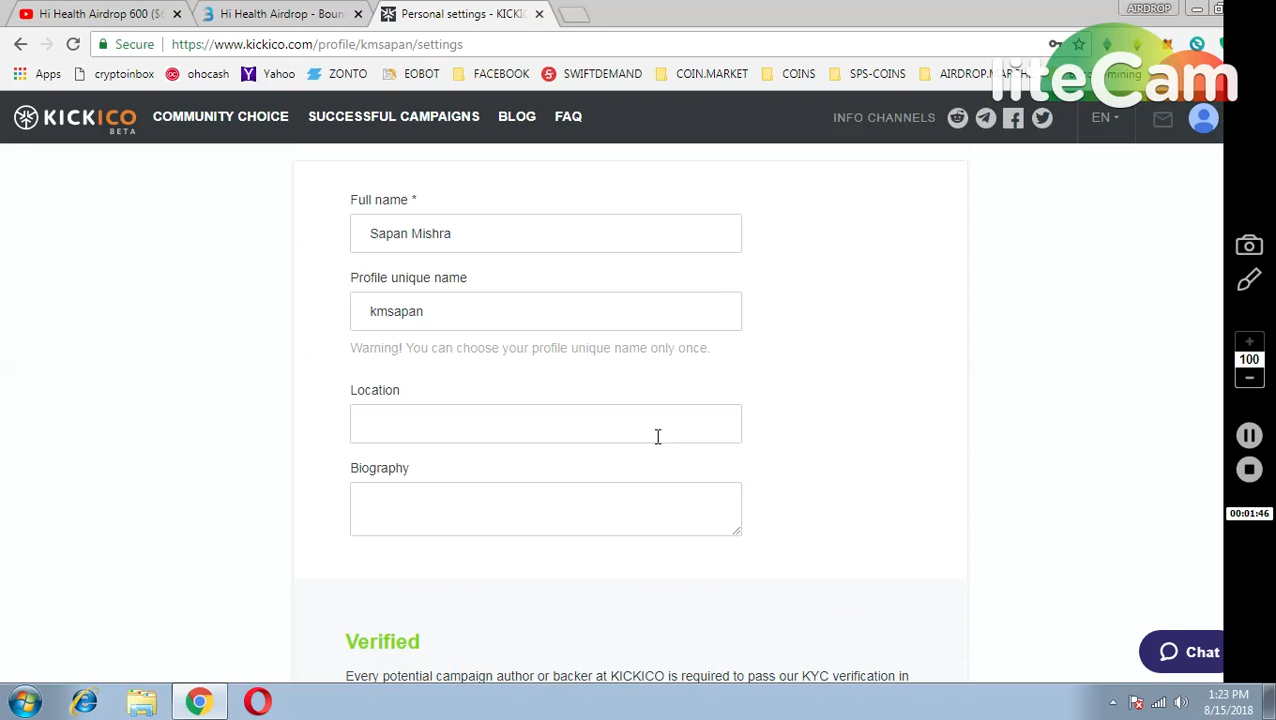 Hi Health Airdrop 600 ($
Hi Health Airdrop - Boun
Personal settings - KICK
AIRDROP
Secure
https://www.kickico.com/profile/kmsapan/settings
Apps
cryptoinbox
ohocash
Yahoo
ZONTO
EOBOT
FACEBOOK
SWIFTDEMAND
COIN.MARKET
COINS
SPS-COINS
mining
liteCam
KICKICO
BETA
COMMUNITY CHOICE
SUCCESSFUL CAMPAIGNS
BLOG
FAQ
INFO CHANNELS
EN
Full name *
Sapan Mishra
Profile unique name
kmsapan
Warning! You can choose your profile unique name only once.
Location
Biography
100
00:01:46
Verified
Every potential campaign author or backer at KICKICO is required to pass our KYC verification in
Chat
1:23 PM
8/15/2018